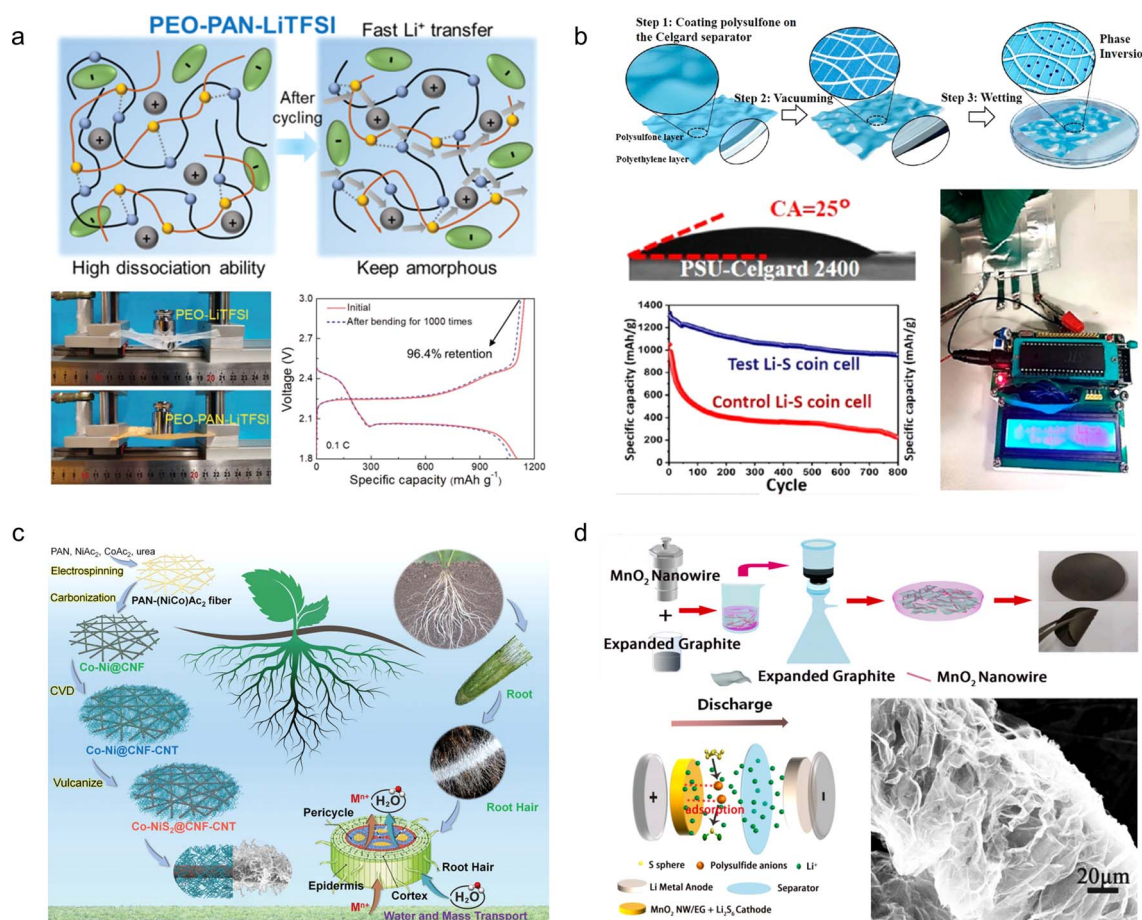 a
PEO-PAN-LiTFSI
Fast Li⁺ transfer
After
cycling
High dissociation ability
Keep amorphous
PEO-LiTFSI
PEO-PAN-LiTFSI
Initial
After bending for 1000 times
96.4% retention
0.1 C
Voltage (V)
3.0
2.6
2.2
1.8
0 300 600 900 1200
Specific capacity (mAh g⁻¹)
b
Step 1: Coating polysulfone on
the Celgard separator
Step 2: Vacuuming
Step 3: Wetting
Phase
Inversio
Polysulfone layer
Polyethylene layer
CA=25°
PSU-Celgard 2400
Specific capacity (mAh/g)
1400
1200
1000
800
600
400
200
0
Test Li-S coin cell
Control Li-S coin cell
Specific capacity (mAh/g)
0 100 200 300 400 500 600 700 800
Cycle
c
PAN, NiAc₂, CoAc₂, urea
Electrospinning
PAN-(NiCo)Ac₂ fiber
Carbonization
Co-Ni@CNF
CVD
Co-Ni@CNF-CNT
Vulcanize
Co-NiS₂@CNF-CNT
Root
Root Hair
Mⁿ⁺
H₂O
Pericycle
Root Hair
Epidermis
Cortex
H₂O
Mⁿ⁺
Water and Mass Transport
d
MnO₂ Nanowire
+
Expanded Graphite
Expanded Graphite
MnO₂ Nanowire
Discharge
+
adsorption
-
S sphere
Polysulfide anions
Li⁺
Li Metal Anode
Separator
MnO₂ NW/EG + Li₂S₆ Cathode
20μm